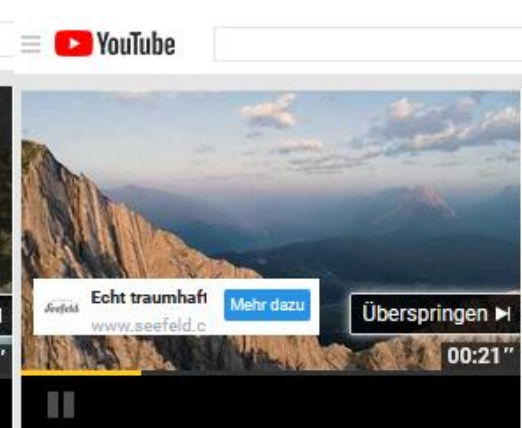 YouTube
Seefeld
Echt traumhaft
Mehr dazu
www.seefeld.c
Überspringen
00:21"